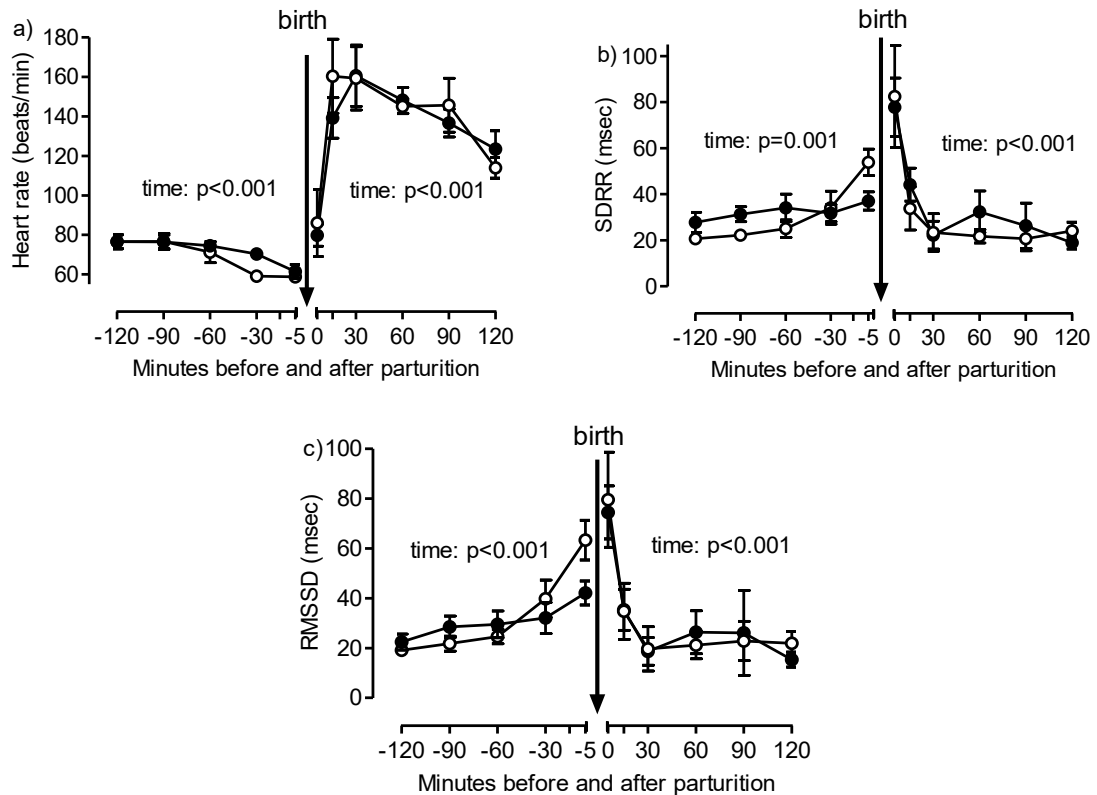 a)
birth
Heart rate (beats/min)
180
160
140
120
100
80
60
time: p<0.001
time: p<0.001
-120 -90 -60 -30 -5 0 30 60 90 120
Minutes before and after parturition
b)
birth
SDRR (msec)
100
80
60
40
20
0
time: p=0.001
time: p<0.001
-120 -90 -60 -30 -5 0 30 60 90 120
Minutes before and after parturition
c)
birth
RMSSD (msec)
100
80
60
40
20
0
time: p<0.001
time: p<0.001
-120 -90 -60 -30 -5 0 30 60 90 120
Minutes before and after parturition